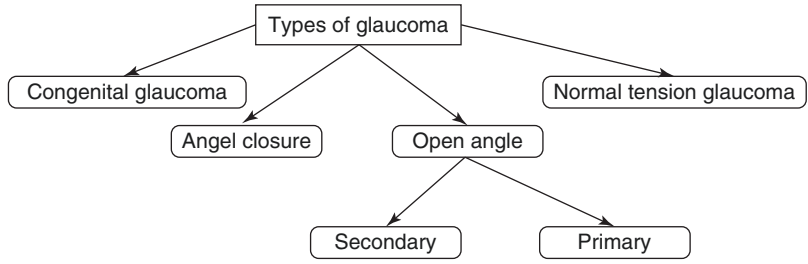 Types of glaucoma
Congenital glaucoma
Normal tension glaucoma
Angel closure
Open angle
Secondary
Primary